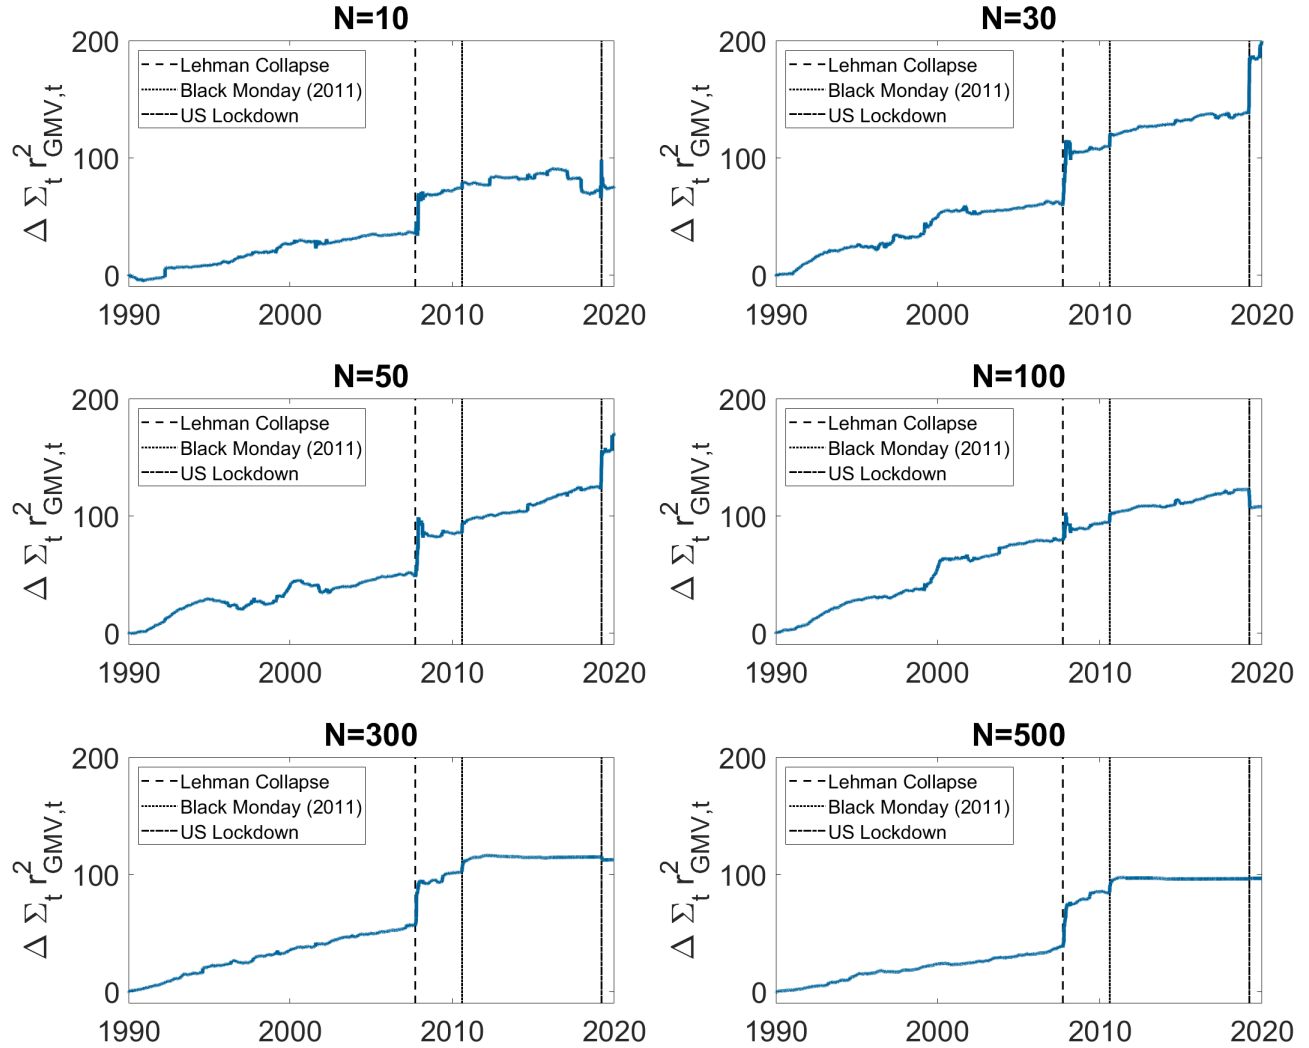 N=10
200
100
0
Δ Σt r²GMV,t
Lehman Collapse
Black Monday (2011)
US Lockdown
1990 2000 2010 2020
N=30
200
100
0
Δ Σt r²GMV,t
Lehman Collapse
Black Monday (2011)
US Lockdown
1990 2000 2010 2020
N=50
200
100
0
Δ Σt r²GMV,t
Lehman Collapse
Black Monday (2011)
US Lockdown
1990 2000 2010 2020
N=100
200
100
0
Δ Σt r²GMV,t
Lehman Collapse
Black Monday (2011)
US Lockdown
1990 2000 2010 2020
N=300
200
100
0
Δ Σt r²GMV,t
Lehman Collapse
Black Monday (2011)
US Lockdown
1990 2000 2010 2020
N=500
200
100
0
Δ Σt r²GMV,t
Lehman Collapse
Black Monday (2011)
US Lockdown
1990 2000 2010 2020